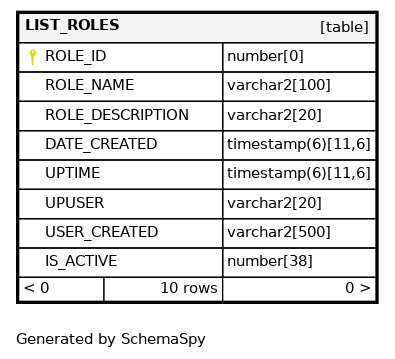 LIST_ROLES [table]
ROLE_ID number[0]
ROLE_NAME varchar2[100]
ROLE_DESCRIPTION varchar2[20]
DATE_CREATED timestamp(6)[11,6]
UPTIME timestamp(6)[11,6]
UPUSER varchar2[20]
USER_CREATED varchar2[500]
IS_ACTIVE number[38]
< 0 10 rows 0 >
Generated by SchemaSpy